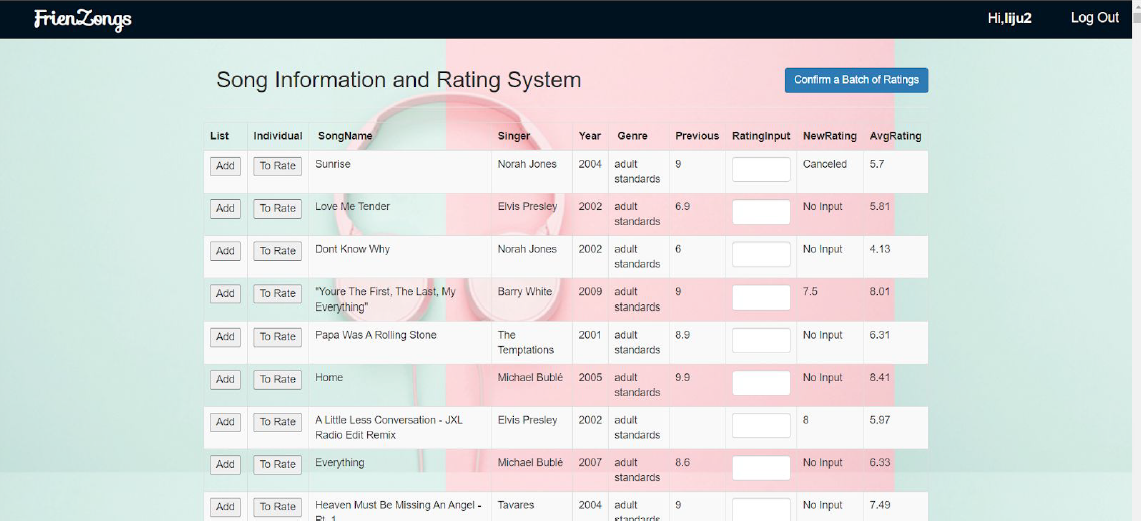 FrienZongs Hi,liju2 Log Out
Song Information and Rating System Confirm a Batch of Ratings
List Individual SongName Singer Year Genre Previous RatingInput NewRating AvgRating
Add To Rate Sunrise Norah Jones 2004 adult 9 Canceled 5.7
standards
Add To Rate Love Me Tender Elvis Presley 2002 adult 6.9 No Input 5.81
standards
Add To Rate Dont Know Why Norah Jones 2002 adult 6 No Input 4.13
standards
Add To Rate "Youre The First, The Last, My Barry White 2009 adult 9 7.5 8.01
Everything" standards
Add To Rate Papa Was A Rolling Stone The 2001 adult 8.9 No Input 6.31
Temptations standards
Add To Rate Home Michael Bublé 2005 adult 9.9 No Input 8.41
standards
Add To Rate A Little Less Conversation - JXL Elvis Presley 2002 adult 8 5.97
Radio Edit Remix standards
Add To Rate Everything Michael Bublé 2007 adult 8.6 No Input 6.33
standards
Add To Rate Heaven Must Be Missing An Angel - Tavares 2004 adult 9 No Input 7.49
Pt. 1 standards